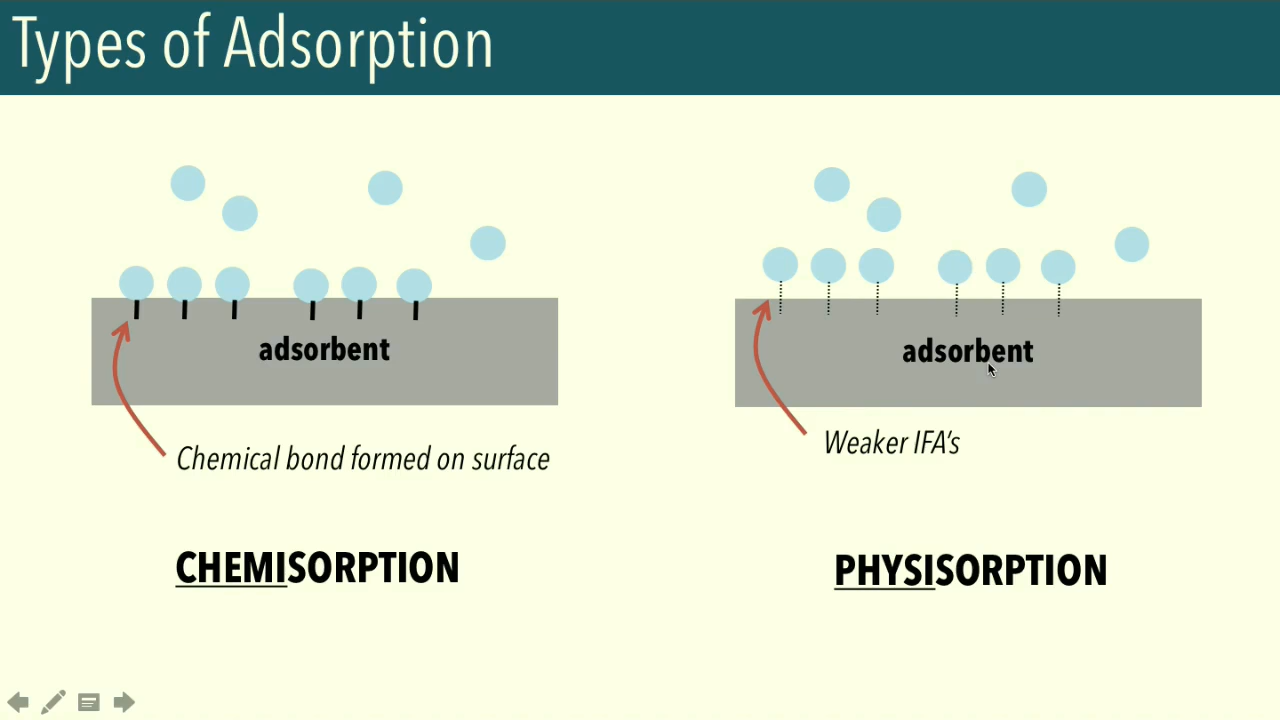 Types of Adsorption
adsorbent
Chemical bond formed on surface
CHEMISORPTION
adsorbent
Weaker IFA's
PHYSISORPTION